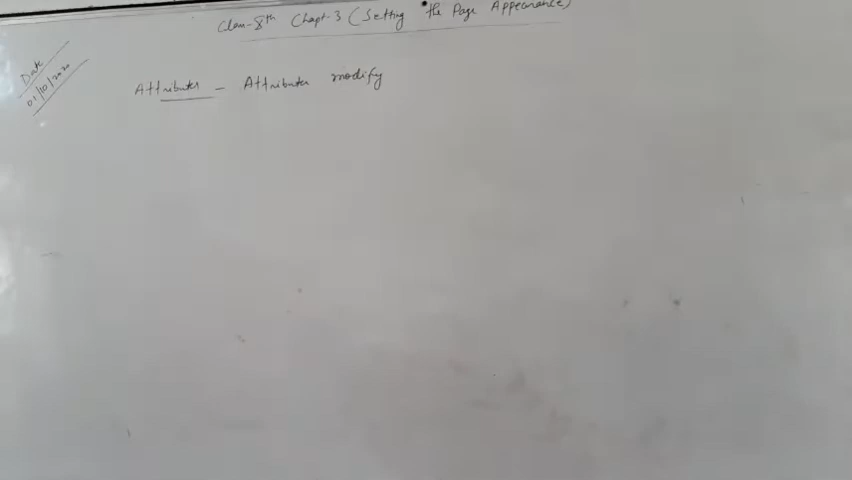 Class-8th Chapt-3 (Setting the Page Appearance)
Date
01/10/2020
Attributes - Attributes modify